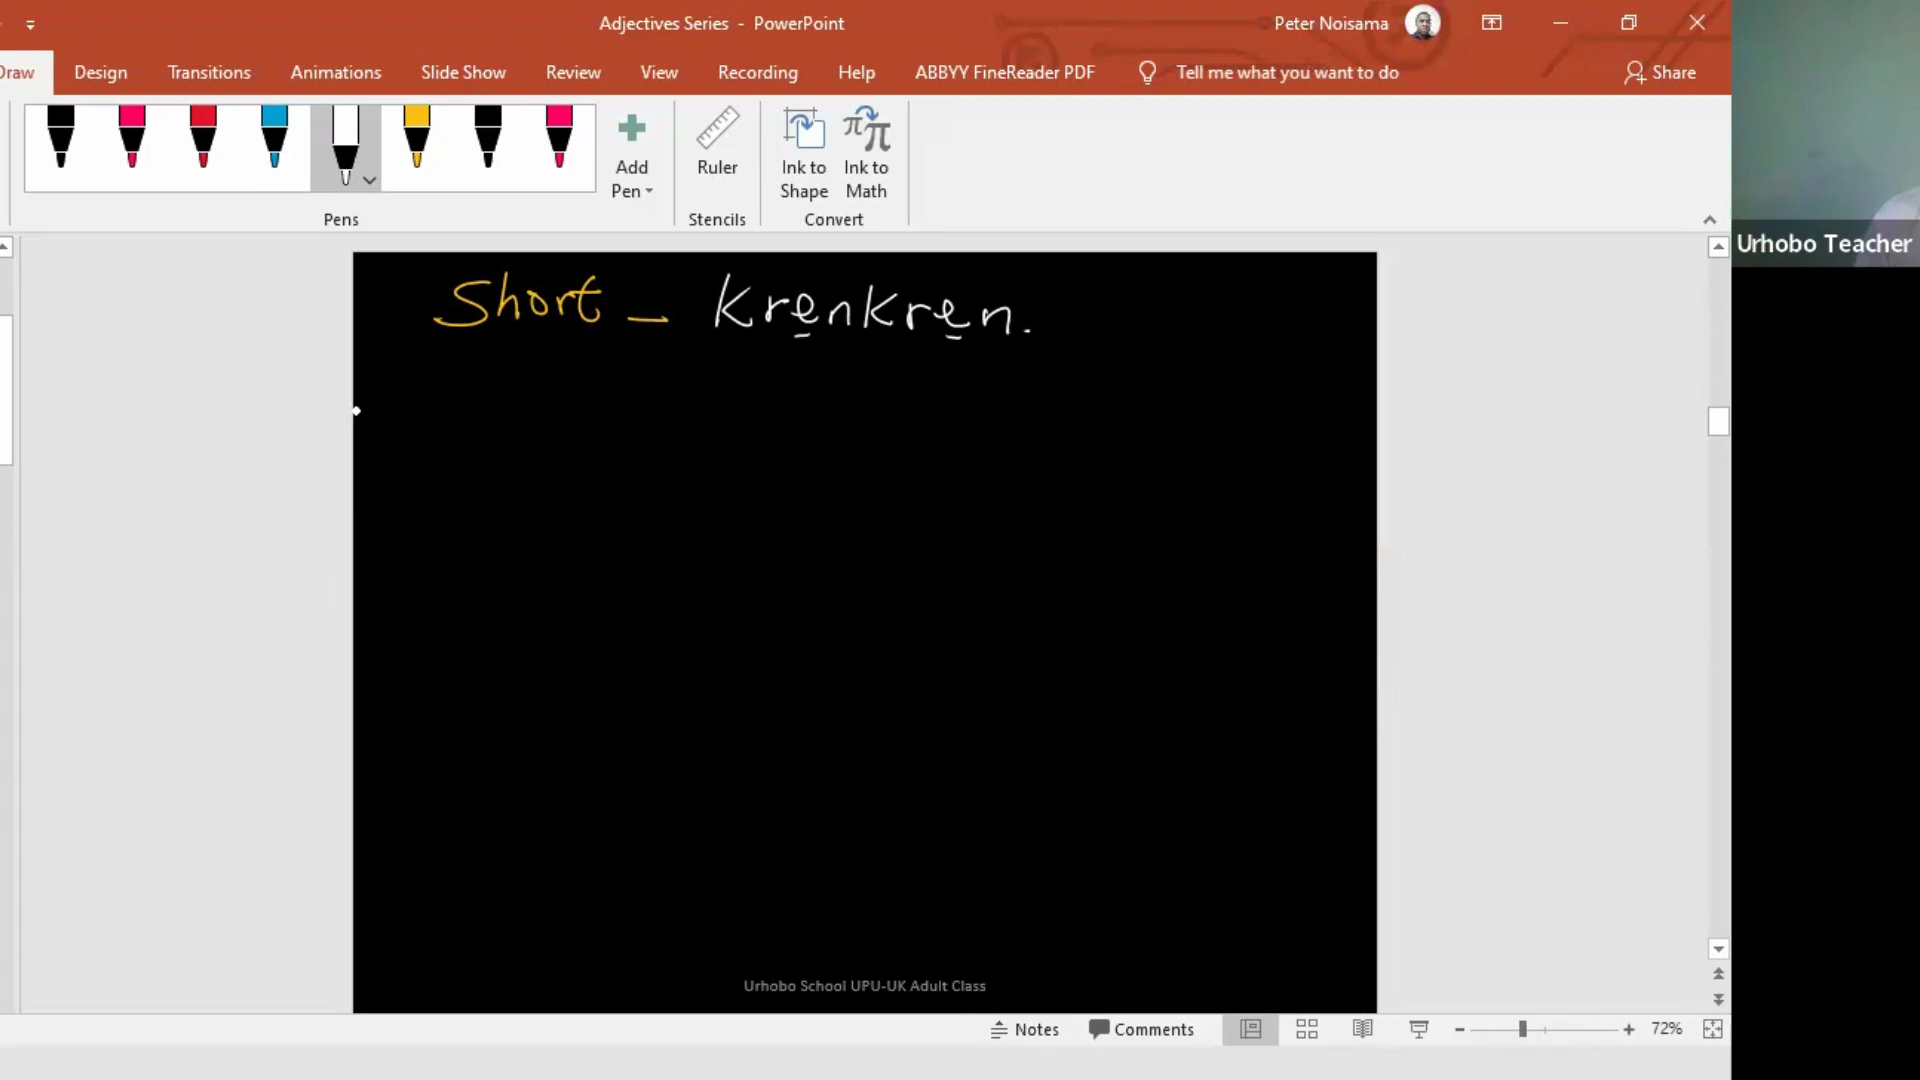 Adjectives Series - PowerPoint
Peter Noisama
Draw Design Transitions Animations Slide Show Review View Recording Help ABBYY FineReader PDF Tell me what you want to do Share
Add Pen
Ruler
Ink to Shape
Ink to Math
Pens
Stencils
Convert
Urhobo Teacher
Short – Krẹnkrẹn.
Urhobo School UPU-UK Adult Class
Notes Comments 72%